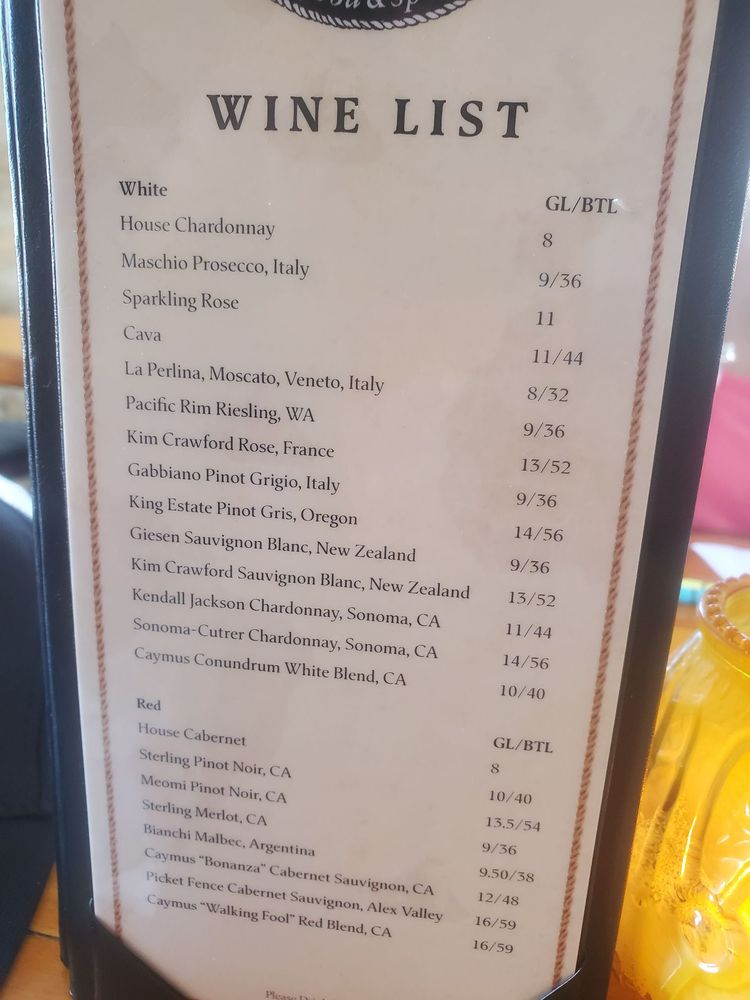 WINE LIST
White GL/BTL
House Chardonnay 8
Maschio Prosecco, Italy 9/36
Sparkling Rose 11
Cava 11/44
La Perlina, Moscato, Veneto, Italy 8/32
Pacific Rim Riesling, WA 9/36
Kim Crawford Rose, France 13/52
Gabbiano Pinot Grigio, Italy 9/36
King Estate Pinot Gris, Oregon 14/56
Giesen Sauvignon Blanc, New Zealand 9/36
Kim Crawford Sauvignon Blanc, New Zealand 13/52
Kendall Jackson Chardonnay, Sonoma, CA 11/44
Sonoma-Cutrer Chardonnay, Sonoma, CA 14/56
Caymus Conundrum White Blend, CA 10/40
Red GL/BTL
House Cabernet 8
Sterling Pinot Noir, CA 10/40
Meomi Pinot Noir, CA 13.5/54
Sterling Merlot, CA 9/36
Bianchi Malbec, Argentina 9.50/38
Caymus "Bonanza" Cabernet Sauvignon, CA 12/48
Picket Fence Cabernet Sauvignon, Alex Valley 16/59
Caymus "Walking Fool" Red Blend, CA 16/59
Please